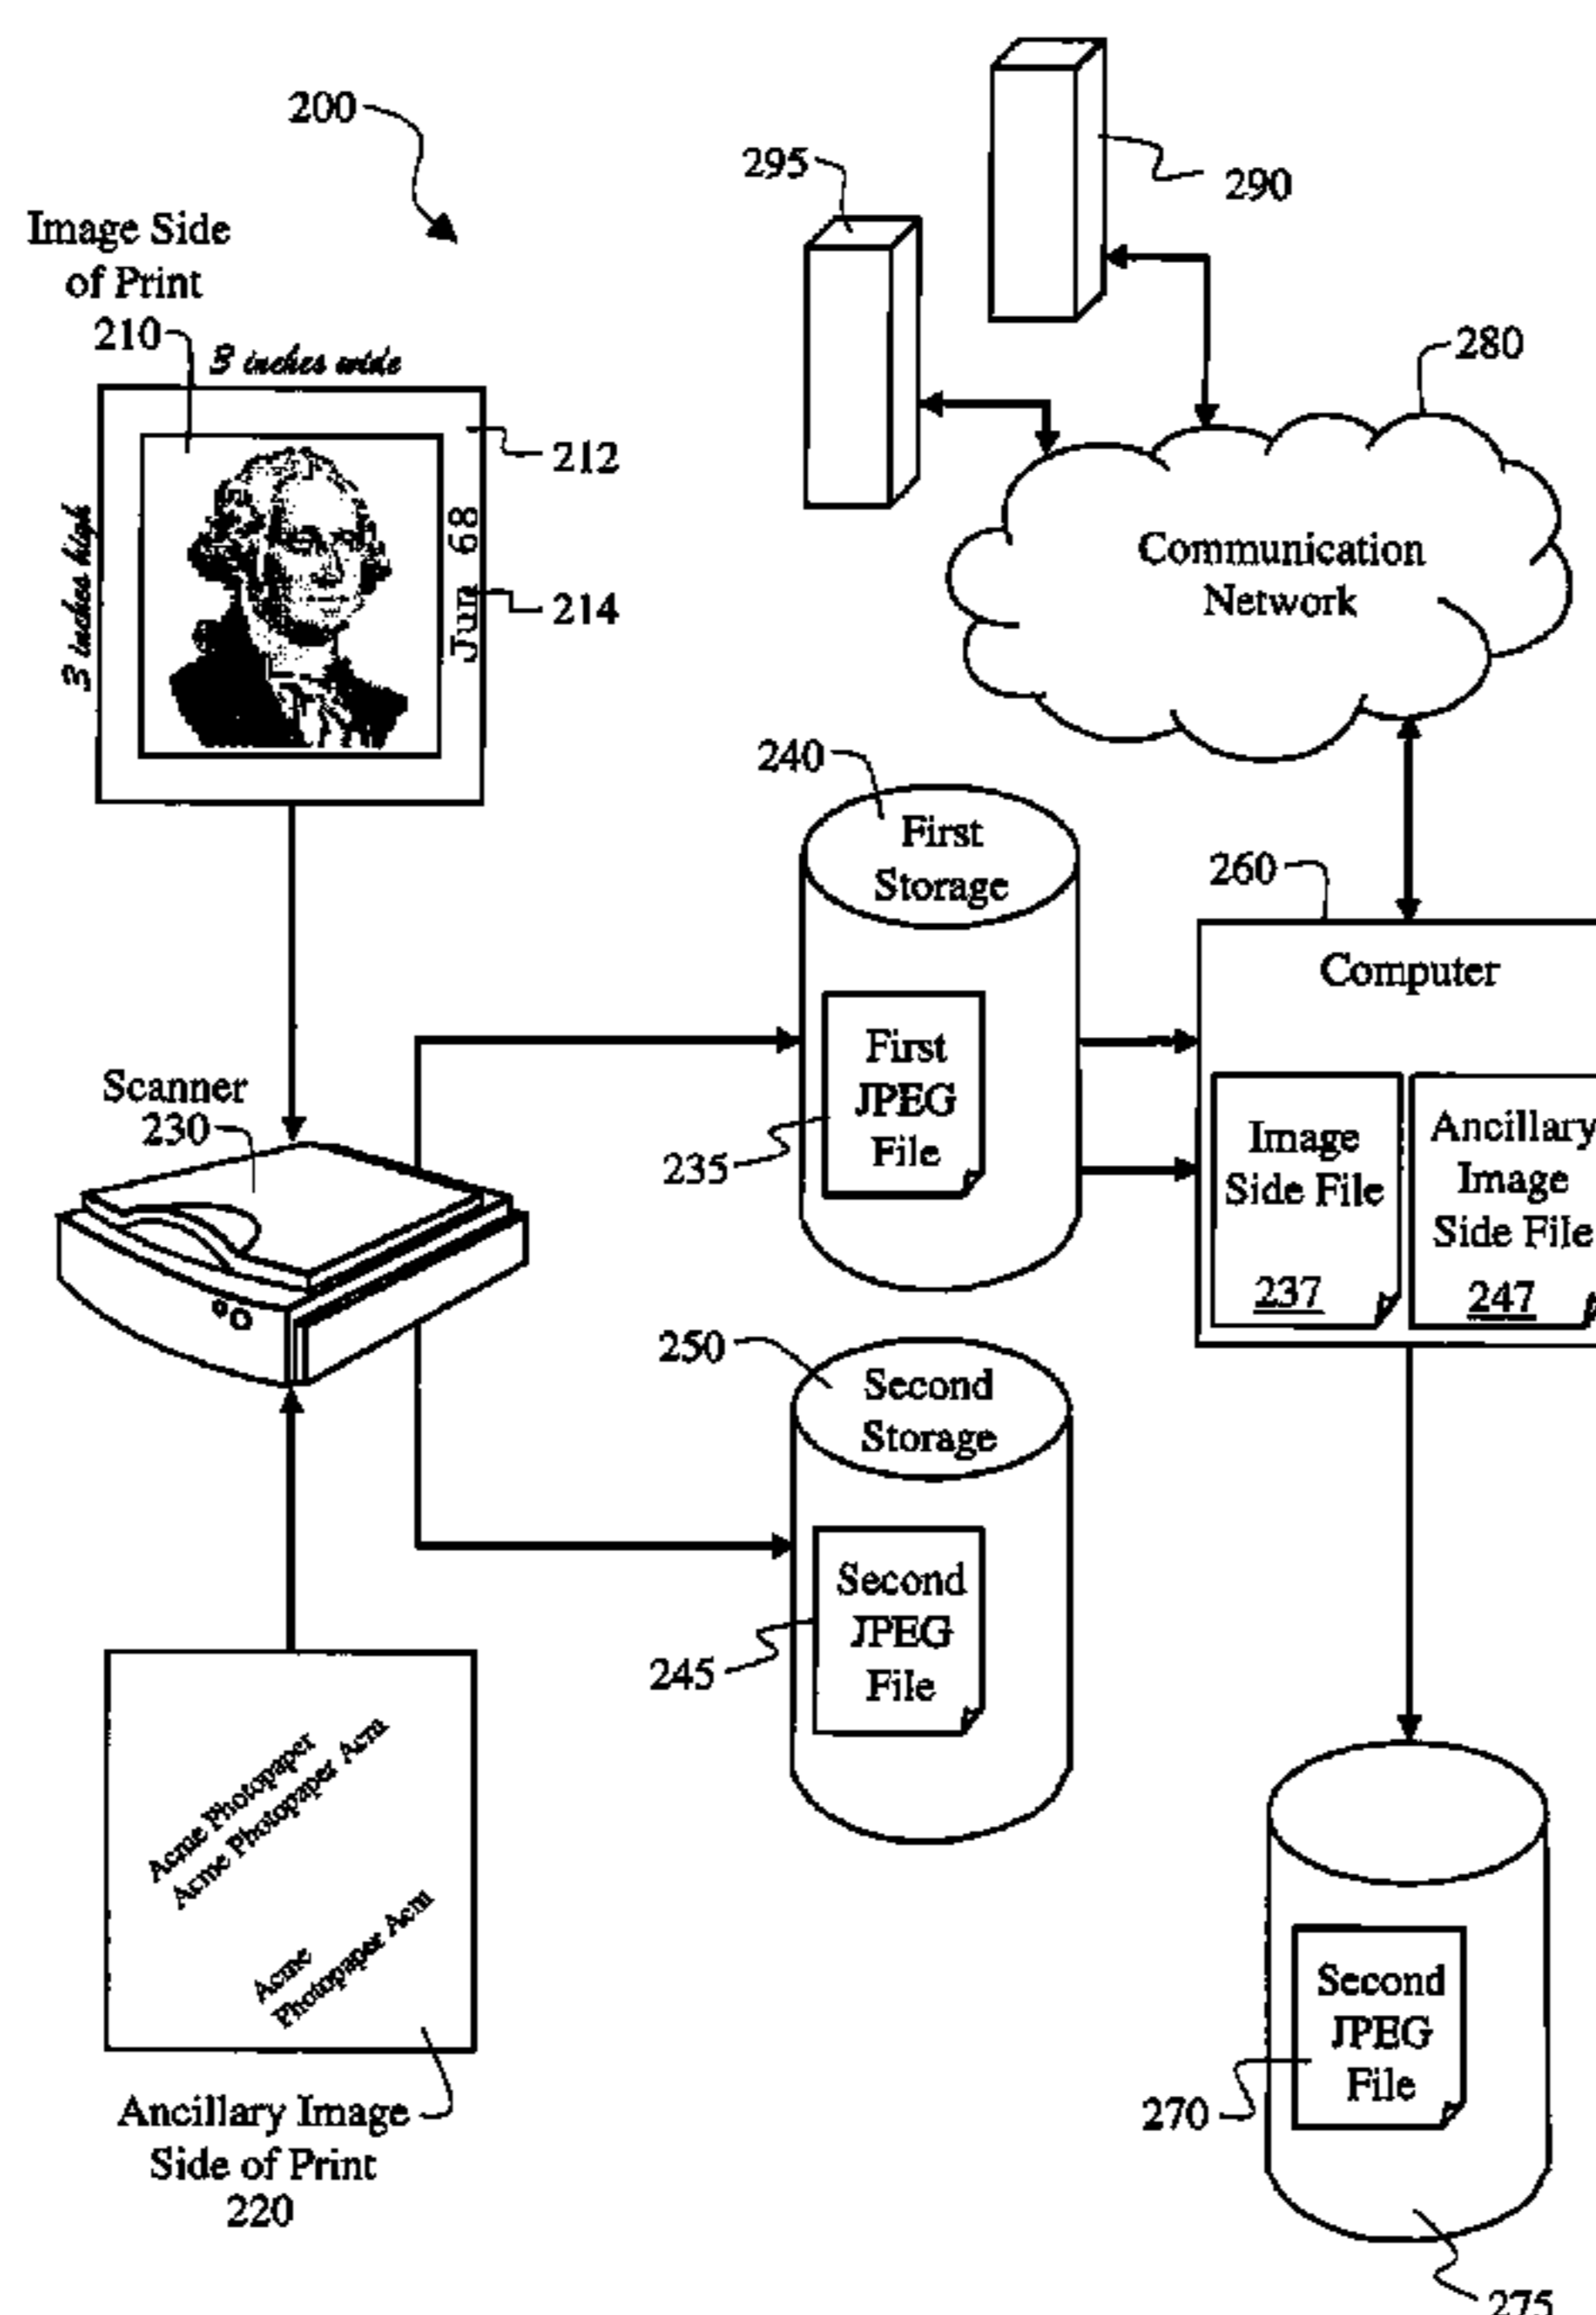 200
295
290
Image Side
of Print
210
3 inches wide
280
212
3 inches high
Jun 68
214
Communication
Network
240
First
Storage
260
Computer
First
JPEG
File
235
Scanner
230
Image
Side File
237
Ancillary
Image
Side File
247
250
Second
Storage
Second
JPEG
File
245
Acme Photopaper
Acme Photopaper Acm
Acme
Photopaper Acm
Second
JPEG
File
270
Ancillary Image
Side of Print
220
275